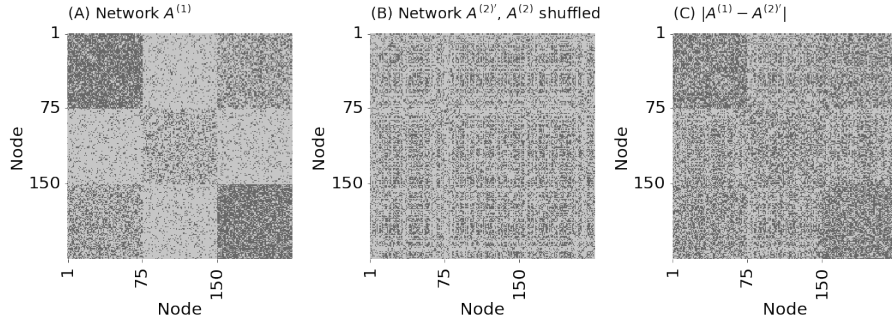 (A) Network A^(1)
1
75
150
Node
1
75
150
Node
(B) Network A^(2)′, A^(2) shuffled
1
75
150
Node
1
75
150
Node
(C) |A^(1) − A^(2)′|
1
75
150
Node
1
75
150
Node